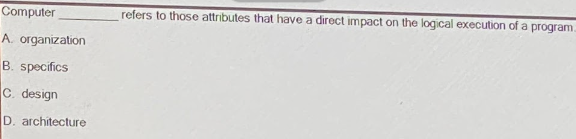 Computer ________ refers to those attributes that have a direct impact on the logical execution of a program.
A. organization
B. specifics
C. design
D. architecture